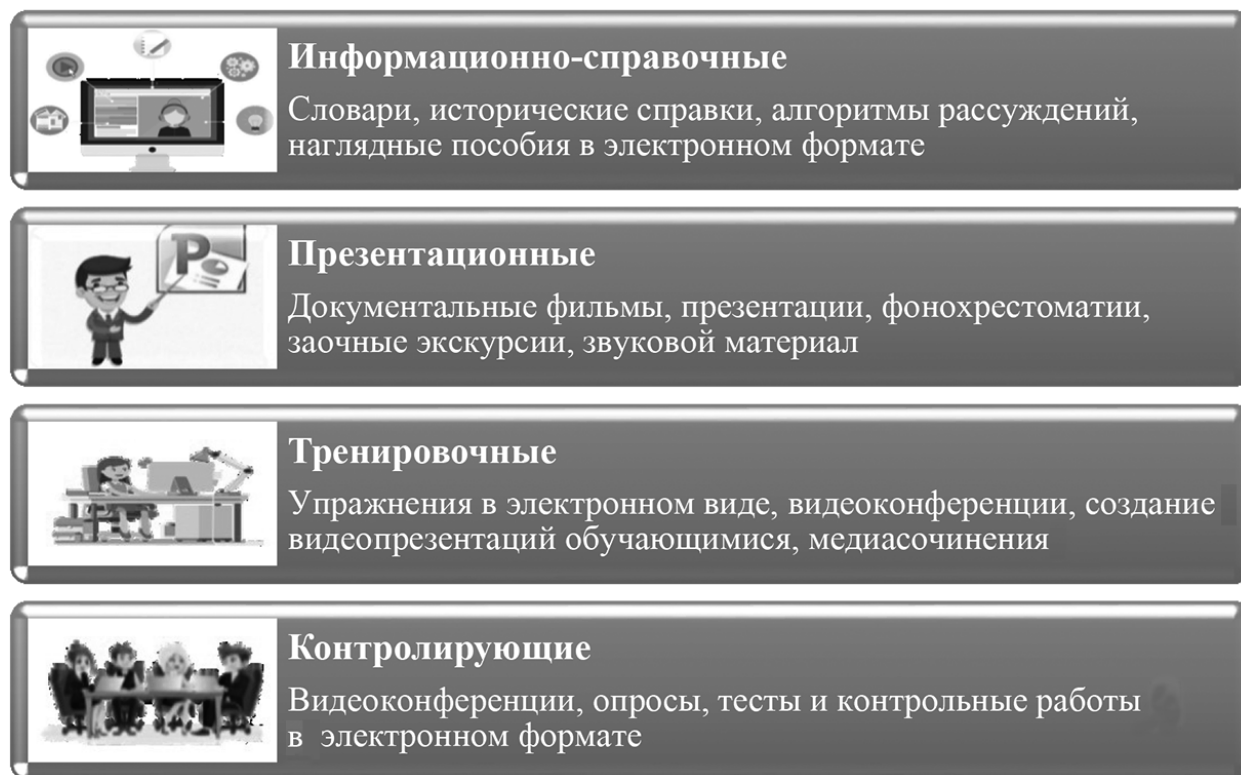 Информационно-справочные
Словари, исторические справки, алгоритмы рассуждений,
наглядные пособия в электронном формате
P
Презентационные
Документальные фильмы, презентации, фонохрестоматии,
заочные экскурсии, звуковой материал
Тренировочные
Упражнения в электронном виде, видеоконференции, создание
видеопрезентаций обучающимися, медиасочинения
Контролирующие
Видеоконференции, опросы, тесты и контрольные работы
в электронном формате